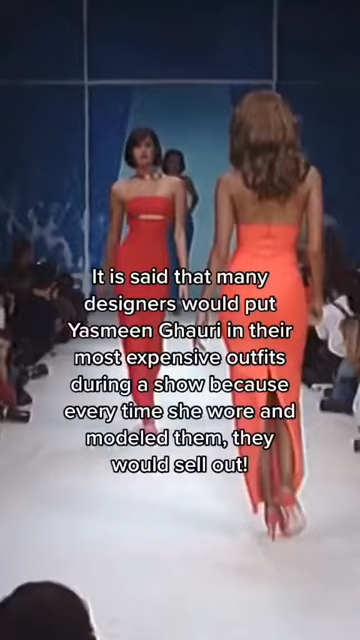 It is said that many
designers would put
Yasmeen Ghauri in their
most expensive outfits
during a show because
every time she wore and
modeled them, they
would sell out!